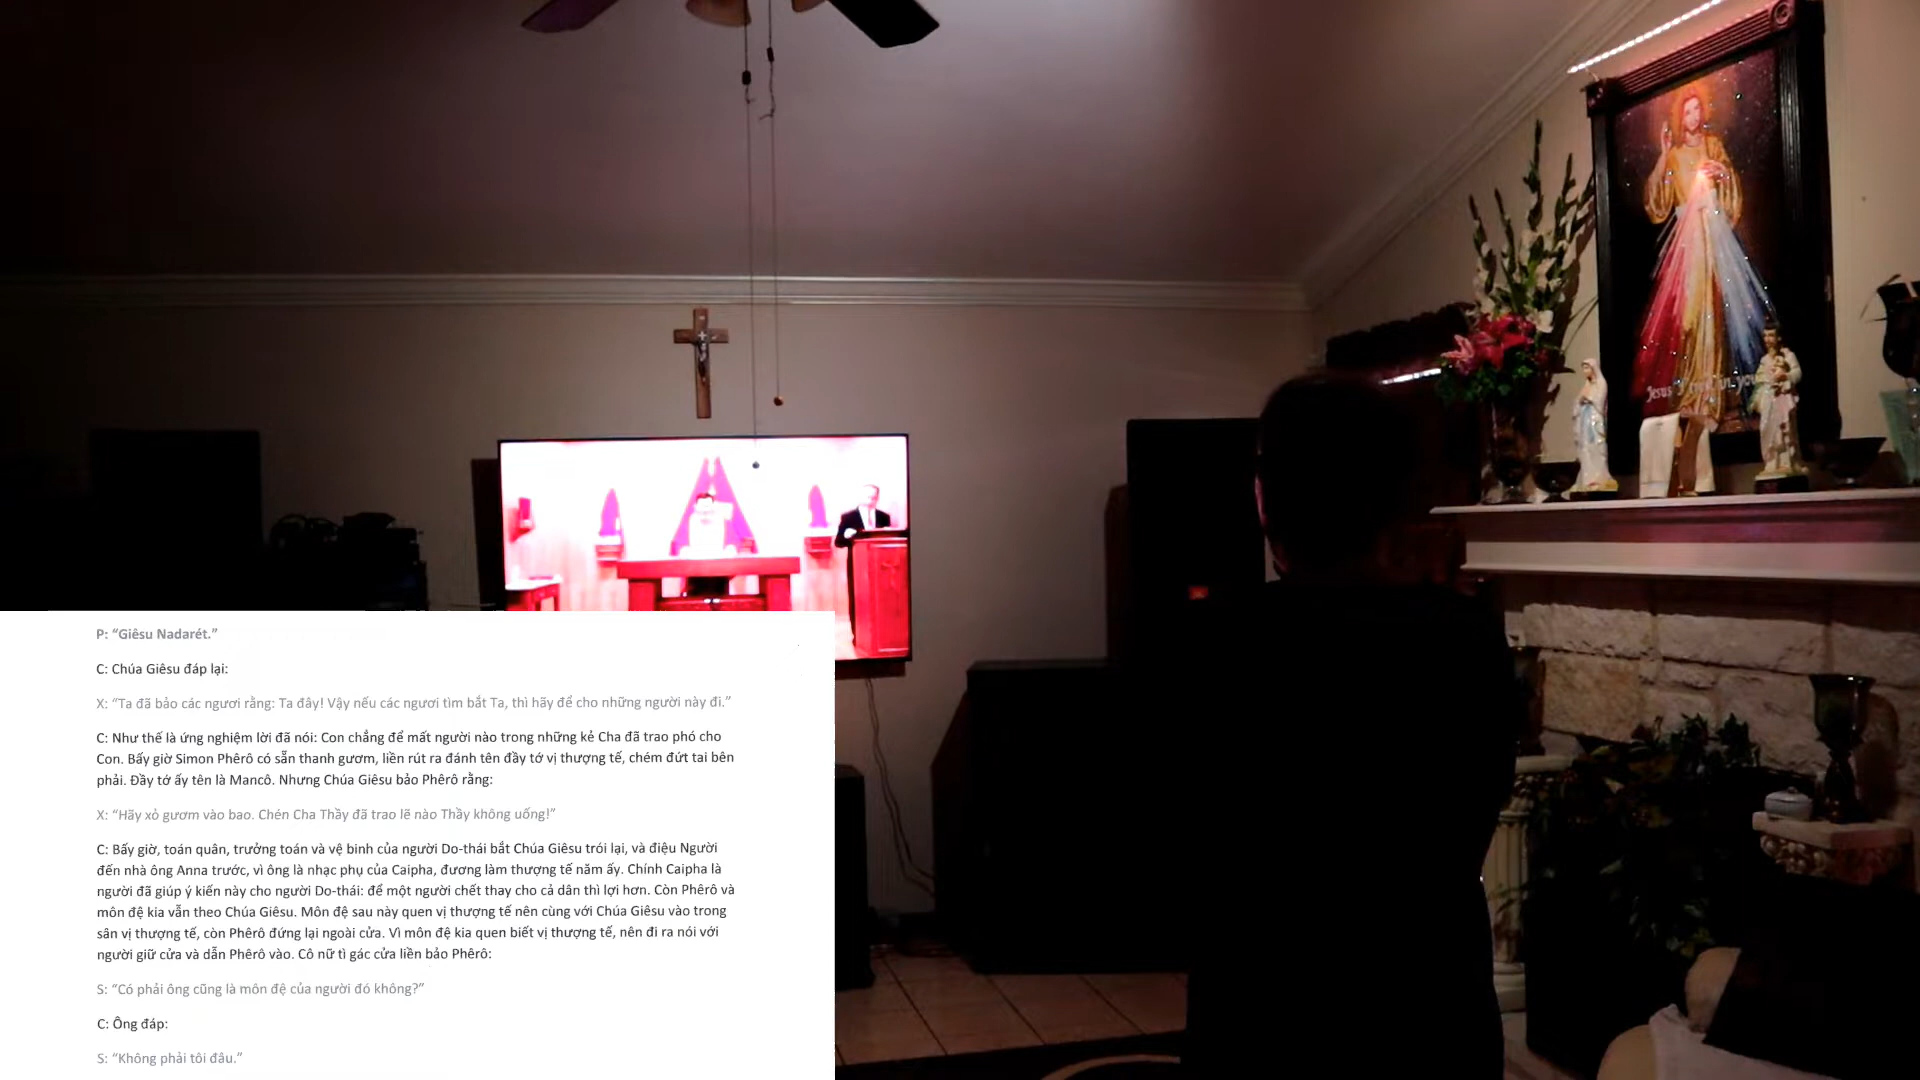 P: “Giêsu Nadarét.”
C: Chúa Giêsu đáp lại:
X: “Ta đã bảo các ngươi rằng: Ta đây! Vậy nếu các ngươi tìm bắt Ta, thì hãy để cho những người này đi.”
C: Như thế là ứng nghiệm lời đã nói: Con chẳng để mất người nào trong những kẻ Cha đã trao phó cho
Con. Bấy giờ Simon Phêrô có sẵn thanh gươm, liền rút ra đánh tên đầy tớ vị thượng tế, chém đứt tai bên
phải. Đầy tớ ấy tên là Mancô. Nhưng Chúa Giêsu bảo Phêrô rằng:
X: “Hãy xỏ gươm vào bao. Chén Cha Thầy đã trao lẽ nào Thầy không uống!”
C: Bấy giờ, toán quân, trưởng toán và vệ binh của người Do-thái bắt Chúa Giêsu trói lại, và điệu Người
đến nhà ông Anna trước, vì ông là nhạc phụ của Caipha, đương làm thượng tế năm ấy. Chính Caipha là
người đã giúp ý kiến này cho người Do-thái: để một người chết thay cho cả dân thì lợi hơn. Còn Phêrô và
môn đệ kia vẫn theo Chúa Giêsu. Môn đệ sau này quen vị thượng tế nên cùng với Chúa Giêsu vào trong
sân vị thượng tế, còn Phêrô đứng lại ngoài cửa. Vì môn đệ kia quen biết vị thượng tế, nên đi ra nói với
người giữ cửa và dẫn Phêrô vào. Cô nữ tì gác cửa liền bảo Phêrô:
S: “Có phải ông cũng là môn đệ của người đó không?”
C: Ông đáp:
S: “Không phải tôi đâu.”
Jesus I trust in you